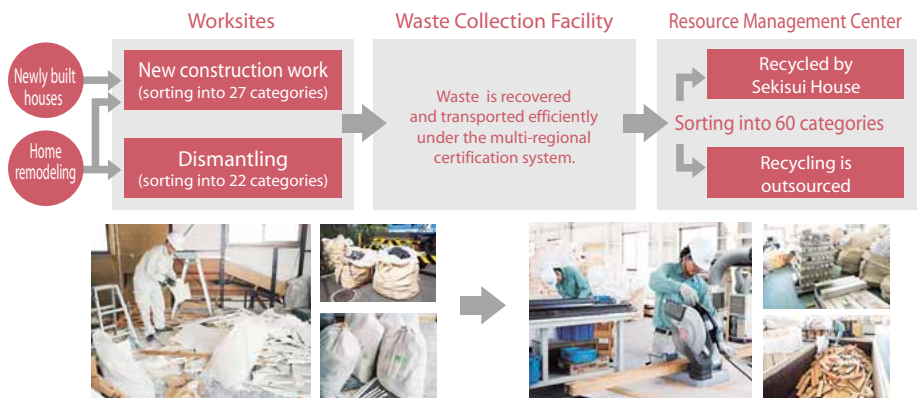 Worksites
Waste Collection Facility
Resource Management Center
Newly built
houses
Home
remodeling
New construction work
(sorting into 27 categories)
Dismantling
(sorting into 22 categories)
Waste is recovered
and transported efficiently
under the multi-regional
certification system.
Recycled by
Sekisui House
Sorting into 60 categories
Recycling is
outsourced